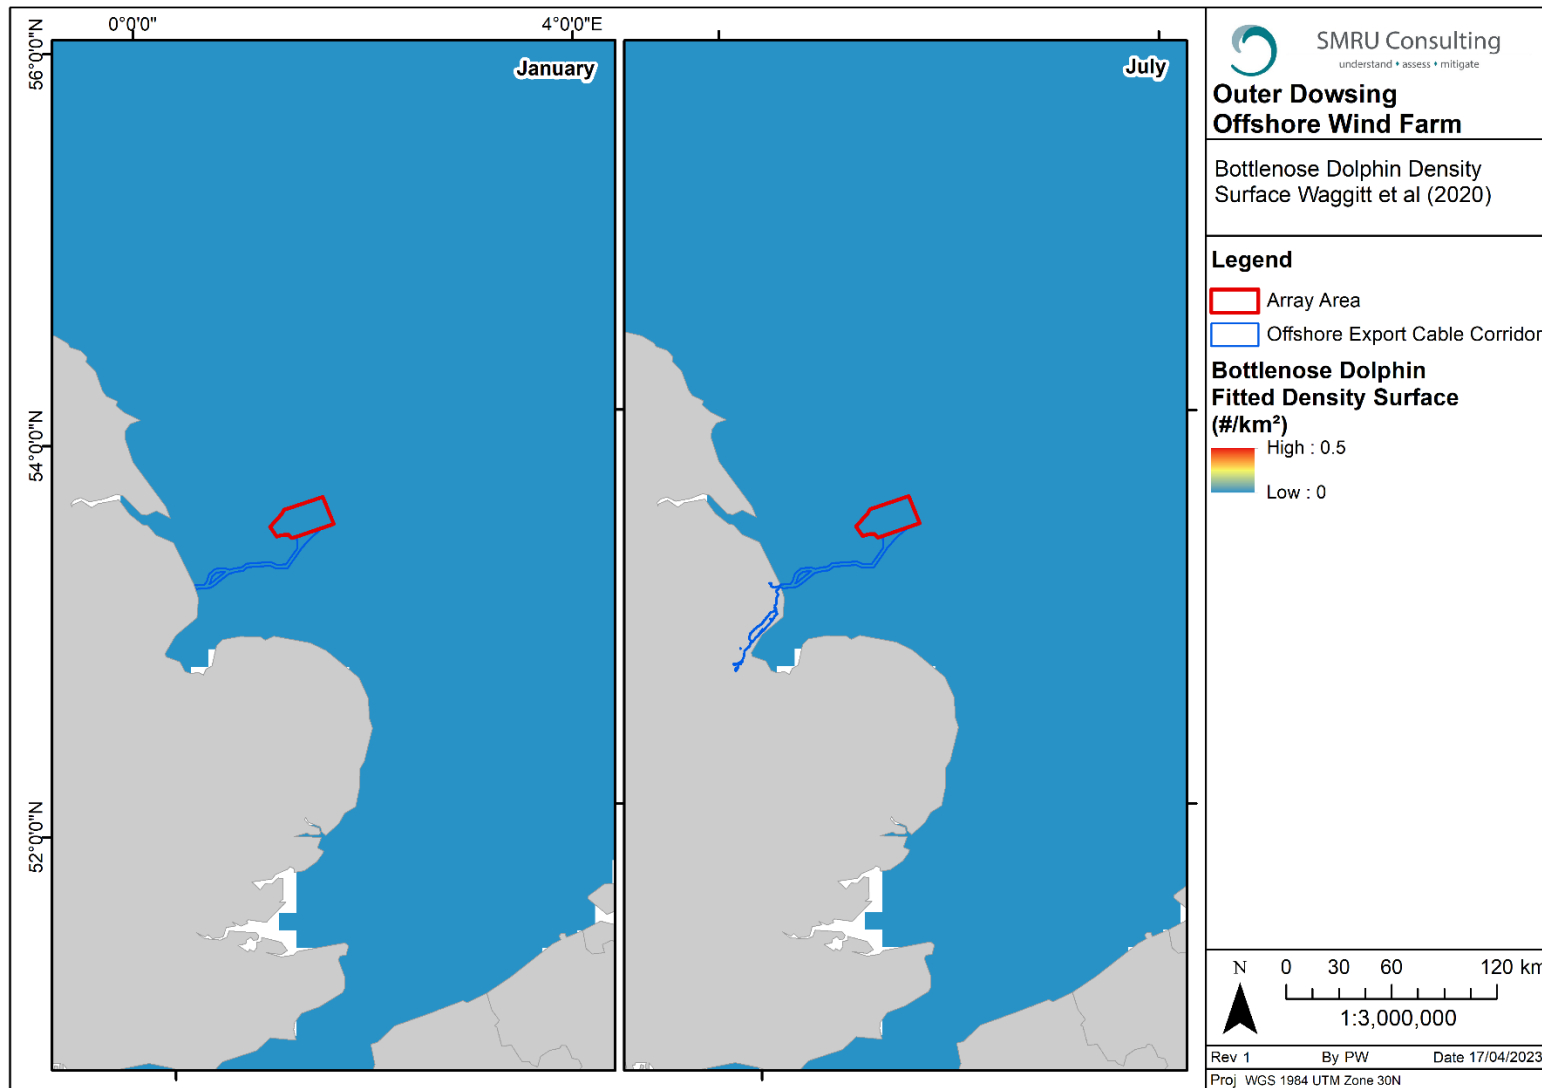 0°0'0"
4°0'0"E
56°0'0"N
54°0'0"N
52°0'0"N
January
July
SMRU Consulting
understand • assess • mitigate
Outer Dowsing
Offshore Wind Farm
Bottlenose Dolphin Density
Surface Waggitt et al (2020)
Legend
Array Area
Offshore Export Cable Corridor
Bottlenose Dolphin
Fitted Density Surface
(#/km²)
High : 0.5
Low : 0
N
0 30 60 120 km
1:3,000,000
Rev 1 By PW Date 17/04/2023
Proj WGS 1984 UTM Zone 30N